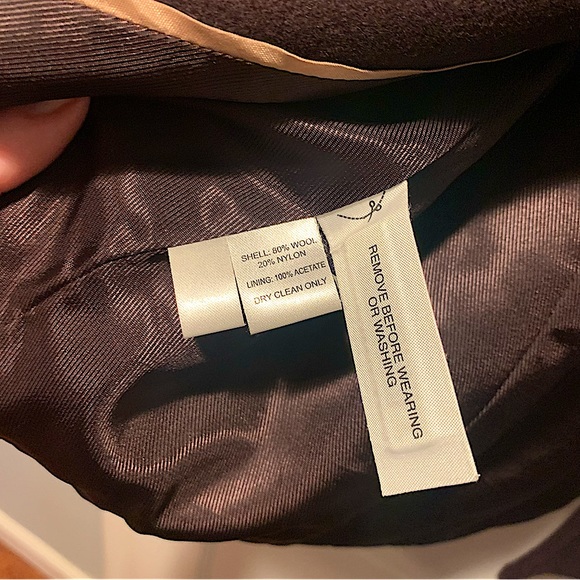 SHELL: 80% WOOL
20% NYLON
LINING: 100% ACETATE
DRY CLEAN ONLY
REMOVE BEFORE WEARING
OR WASHING